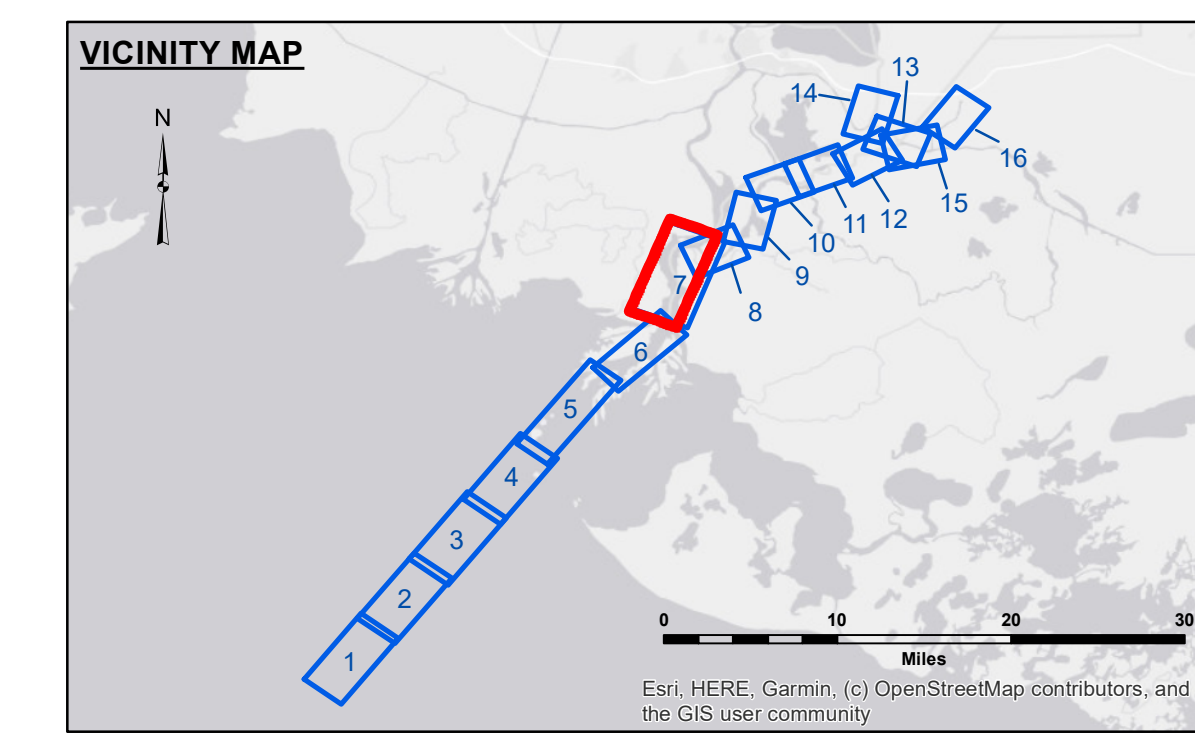 VICINITY MAP
N
13
14
16
15
12
11
10
9
7
8
6
5
4
3
2
1
0 10 20 30
Miles
Esri, HERE, Garmin, (c) OpenStreetMap contributors, and
the GIS user community